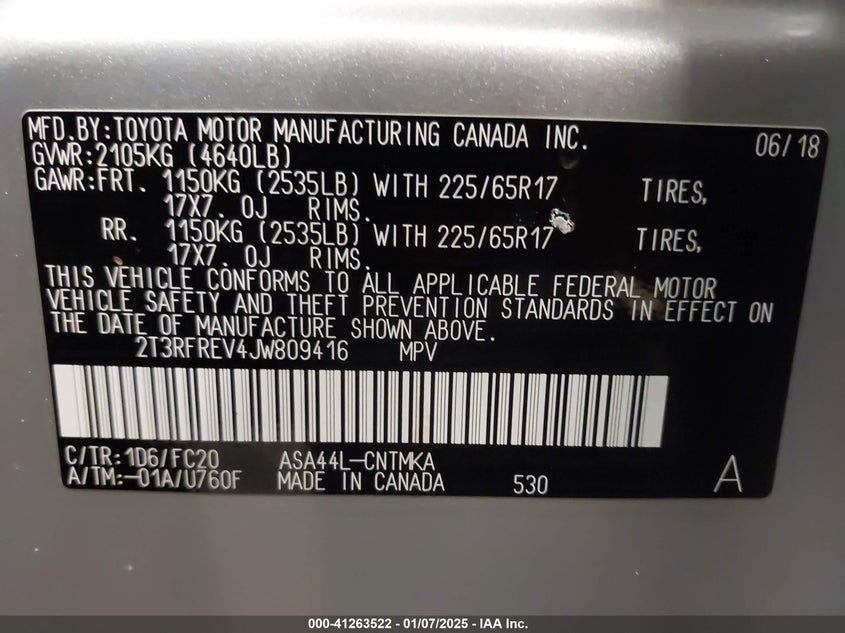 MFD.BY:TOYOTA MOTOR MANUFACTURING CANADA INC. 06/18
GVWR:2105KG (4640LB)
GAWR:FRT. 1150KG (2535LB) WITH 225/65R17 TIRES,
17X7.0J RIMS.
RR. 1150KG (2535LB) WITH 225/65R17 TIRES,
17X7.0J RIMS.
THIS VEHICLE CONFORMS TO ALL APPLICABLE FEDERAL MOTOR
VEHICLE SAFETY AND THEFT PREVENTION STANDARDS IN EFFECT ON
THE DATE OF MANUFACTURE SHOWN ABOVE.
2T3RFREV4JW809416 MPV
C/TR:1D6/FC20 ASA44L-CNTMKA
A/TM:-01A/U760F MADE IN CANADA 530 A
000-41263522 - 01/07/2025 - IAA Inc.